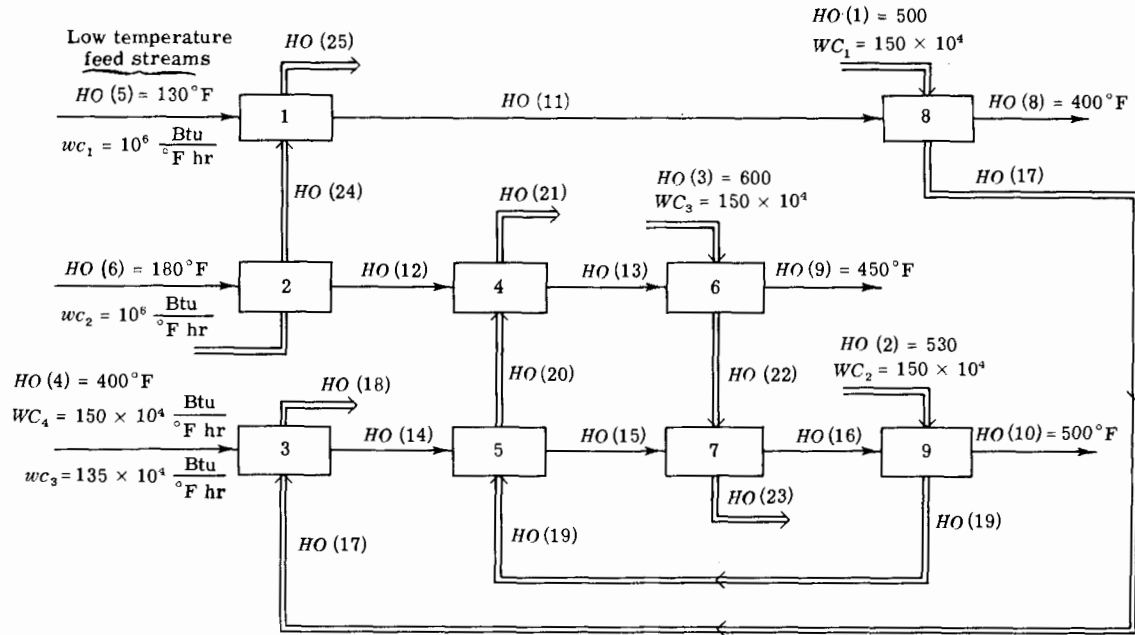 HO (1) = 500
WC₁ = 150 × 10⁴
Low temperature
feed streams
HO (25)
HO (5) = 130°F
1
HO (11)
8
HO (8) = 400°F
wc₁ = 10⁶ Btu / °F hr
HO (17)
HO (24)
HO (21)
HO (3) = 600
WC₃ = 150 × 10⁴
HO (6) = 180°F
2
HO (12)
4
HO (13)
6
HO (9) = 450°F
wc₂ = 10⁶ Btu / °F hr
HO (2) = 530
WC₂ = 150 × 10⁴
HO (4) = 400°F
HO (18)
HO (20)
HO (22)
WC₄ = 150 × 10⁴ Btu / °F hr
3
HO (14)
5
HO (15)
7
HO (16)
9
HO (10) = 500°F
wc₃ = 135 × 10⁴ Btu / °F hr
HO (23)
HO (17)
HO (19)
HO (19)